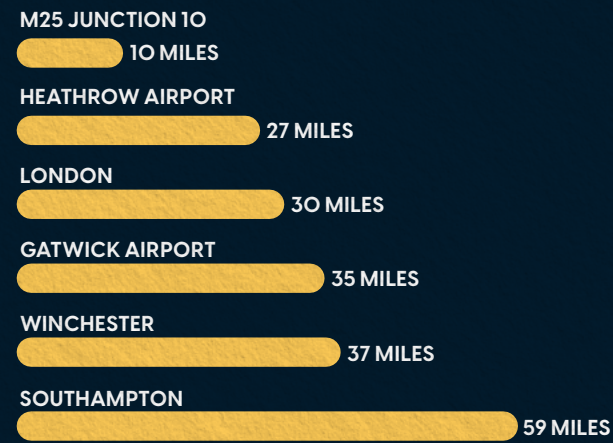 M25 JUNCTION 10
10 MILES
HEATHROW AIRPORT
27 MILES
LONDON
30 MILES
GATWICK AIRPORT
35 MILES
WINCHESTER
37 MILES
SOUTHAMPTON
59 MILES